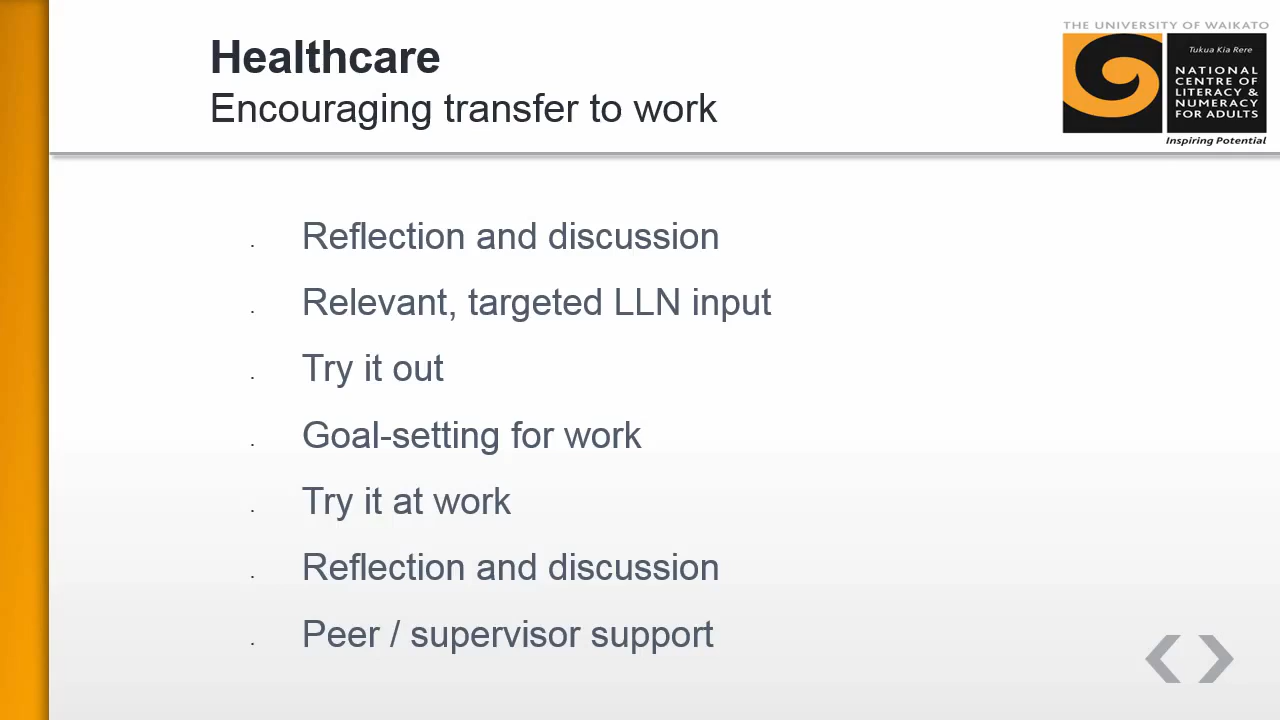 Healthcare
Encouraging transfer to work
THE UNIVERSITY OF WAIKATO
Tukua Kia Rere
NATIONAL
CENTRE OF
LITERACY &
NUMERACY
FOR ADULTS
Inspiring Potential
. Reflection and discussion
. Relevant, targeted LLN input
. Try it out
. Goal-setting for work
. Try it at work
. Reflection and discussion
. Peer / supervisor support